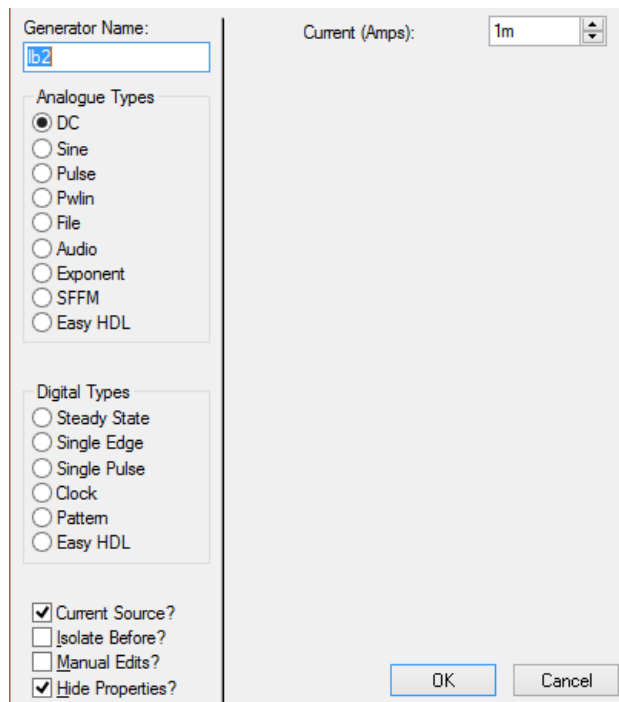 Generator Name:
Ib2
Analogue Types
DC
Sine
Pulse
Pwlin
File
Audio
Exponent
SFFM
Easy HDL
Digital Types
Steady State
Single Edge
Single Pulse
Clock
Pattern
Easy HDL
Current Source?
Isolate Before?
Manual Edits?
Hide Properties?
Current (Amps): 1m
OK Cancel